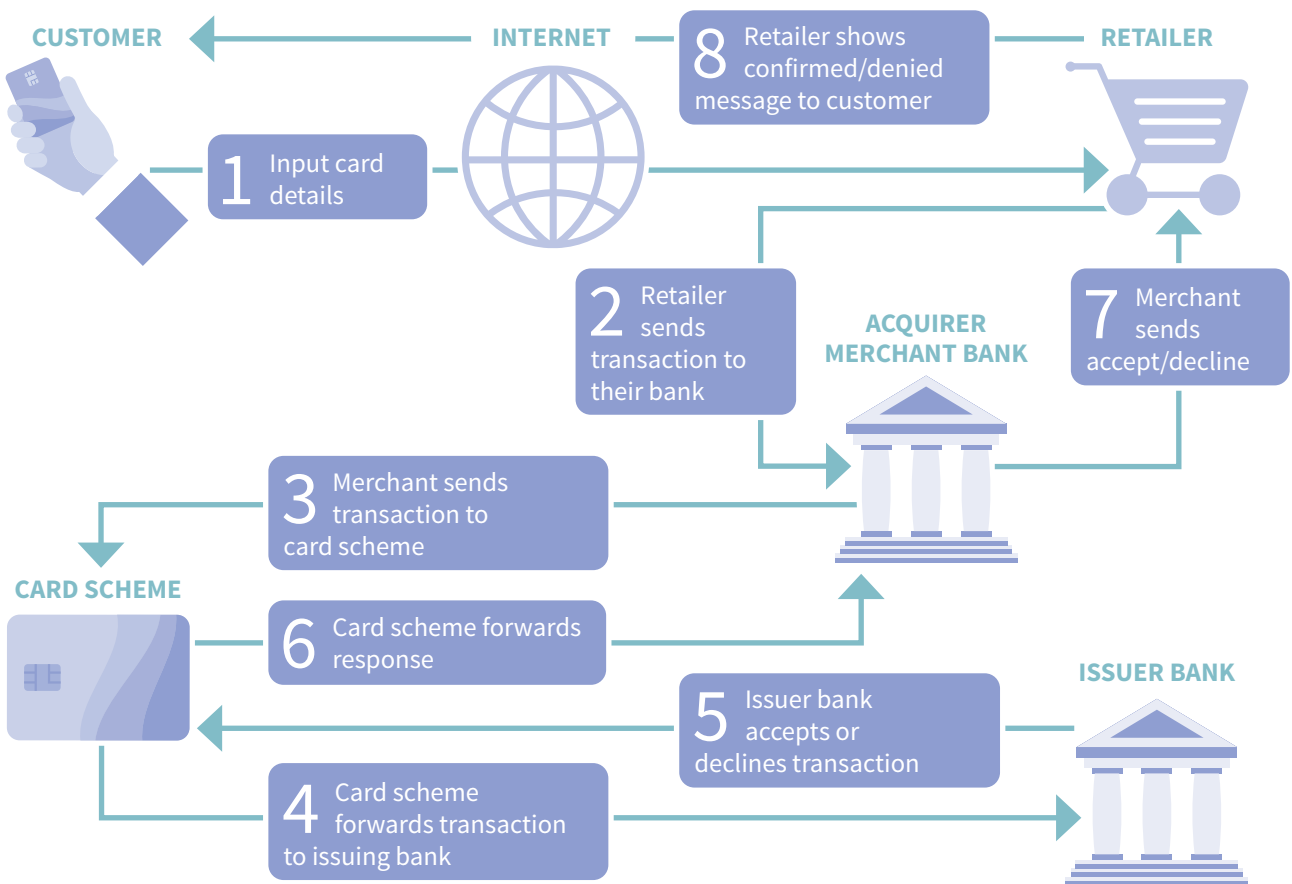 CUSTOMER
INTERNET
8 Retailer shows
confirmed/denied
message to customer
RETAILER
1 Input card
details
2 Retailer
sends
transaction to
their bank
ACQUIRER
MERCHANT BANK
7 Merchant
sends
accept/decline
3 Merchant sends
transaction to
card scheme
CARD SCHEME
6 Card scheme forwards
response
ISSUER BANK
5 Issuer bank
accepts or
declines transaction
4 Card scheme
forwards transaction
to issuing bank